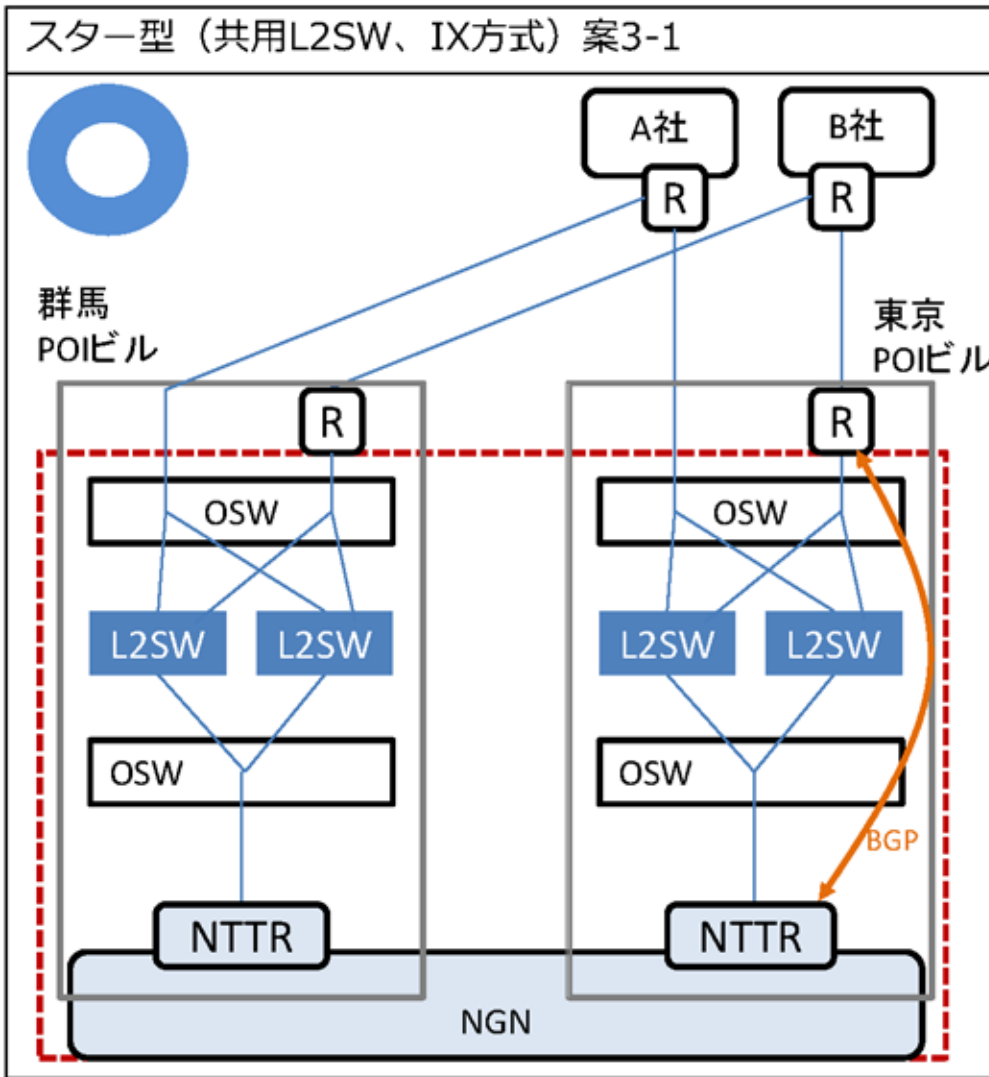 スター型（共用L2SW、IX方式）案3-1
A社
B社
R
R
群馬
POIビル
東京
POIビル
R
R
OSW
OSW
L2SW
L2SW
L2SW
L2SW
OSW
OSW
BGP
NTTR
NTTR
NGN